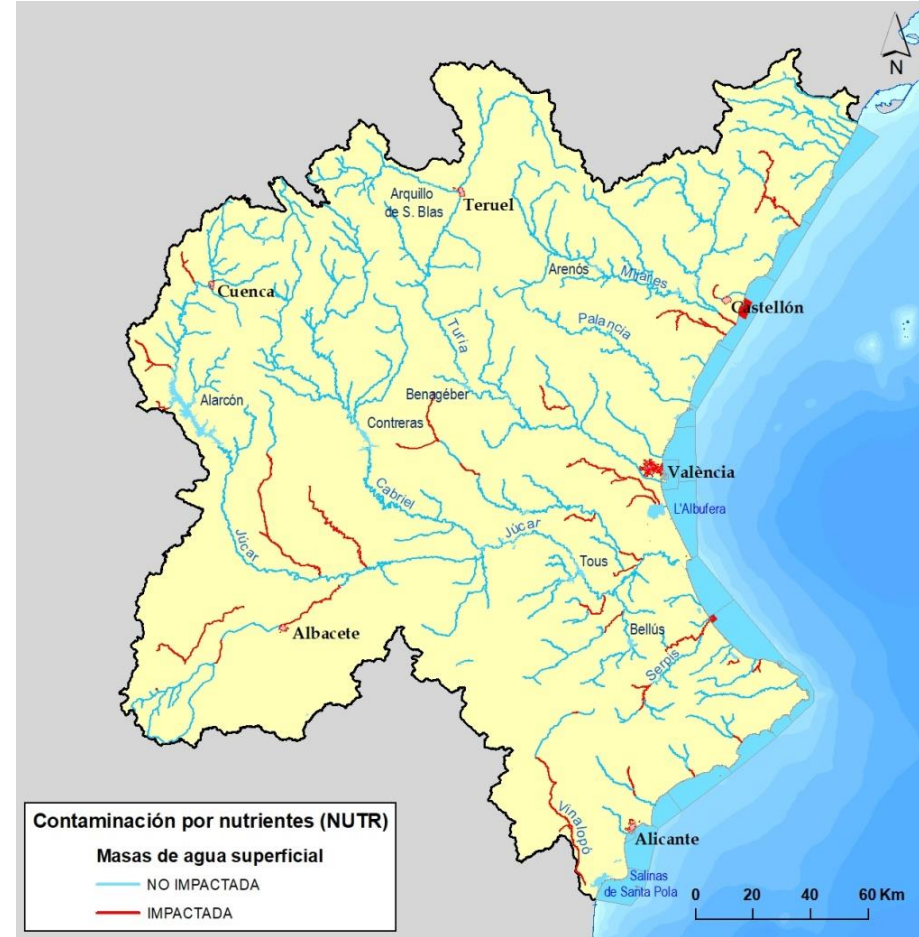 N
Arquillo
de S. Blas
Teruel
Arenós
Mijares
Cuenca
Castellón
Palancia
Turia
Benagéber
Alarcón
Contreras
València
Cabriel
L'Albufera
Júcar
Júcar
Tous
Albacete
Bellús
Serpis
Vinalopó
Alicante
Salinas
de Santa Pola
Contaminación por nutrientes (NUTR)
Masas de agua superficial
NO IMPACTADA
IMPACTADA
0 20 40 60 Km